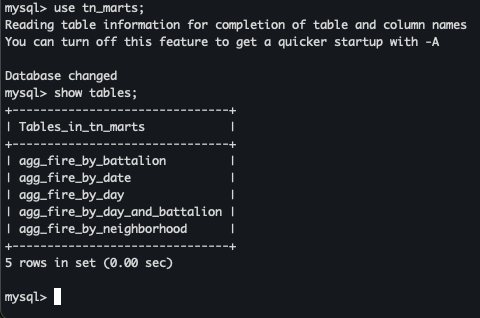 mysql> use tn_marts;
Reading table information for completion of table and column names
You can turn off this feature to get a quicker startup with -A
Database changed
mysql> show tables;
+------------------------------+
| Tables_in_tn_marts           |
+------------------------------+
| agg_fire_by_battalion        |
| agg_fire_by_date             |
| agg_fire_by_day              |
| agg_fire_by_day_and_battalion |
| agg_fire_by_neighborhood     |
+------------------------------+
5 rows in set (0.00 sec)
mysql>